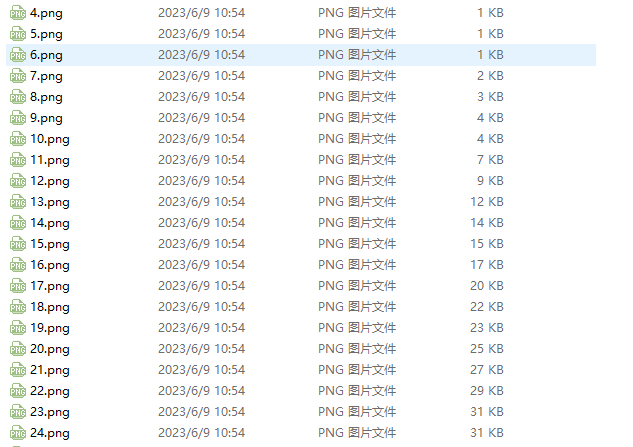 4.png 2023/6/9 10:54 PNG 图片文件 1 KB
5.png 2023/6/9 10:54 PNG 图片文件 1 KB
6.png 2023/6/9 10:54 PNG 图片文件 1 KB
7.png 2023/6/9 10:54 PNG 图片文件 2 KB
8.png 2023/6/9 10:54 PNG 图片文件 3 KB
9.png 2023/6/9 10:54 PNG 图片文件 4 KB
10.png 2023/6/9 10:54 PNG 图片文件 4 KB
11.png 2023/6/9 10:54 PNG 图片文件 7 KB
12.png 2023/6/9 10:54 PNG 图片文件 9 KB
13.png 2023/6/9 10:54 PNG 图片文件 12 KB
14.png 2023/6/9 10:54 PNG 图片文件 14 KB
15.png 2023/6/9 10:54 PNG 图片文件 15 KB
16.png 2023/6/9 10:54 PNG 图片文件 17 KB
17.png 2023/6/9 10:54 PNG 图片文件 20 KB
18.png 2023/6/9 10:54 PNG 图片文件 22 KB
19.png 2023/6/9 10:54 PNG 图片文件 23 KB
20.png 2023/6/9 10:54 PNG 图片文件 25 KB
21.png 2023/6/9 10:54 PNG 图片文件 27 KB
22.png 2023/6/9 10:54 PNG 图片文件 29 KB
23.png 2023/6/9 10:54 PNG 图片文件 31 KB
24.png 2023/6/9 10:54 PNG 图片文件 31 KB